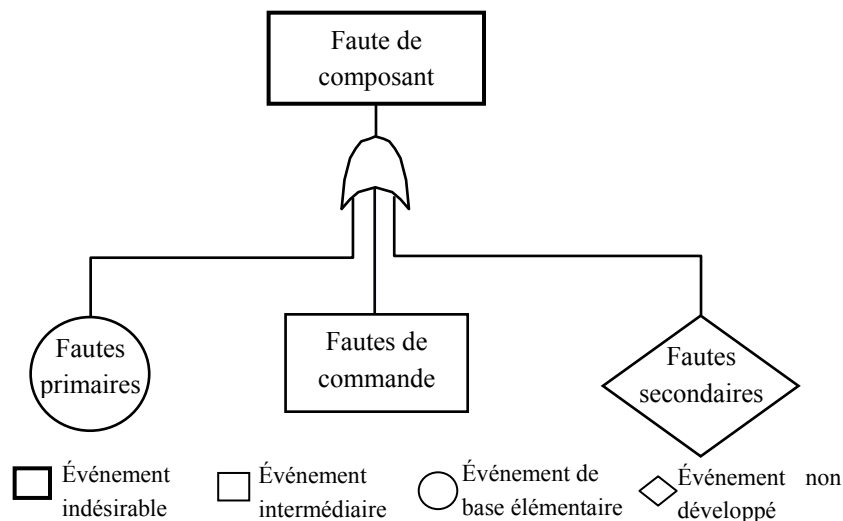 Faute de
composant
Fautes
primaires
Fautes de
commande
Fautes
secondaires
Événement
indésirable
Événement
intermédiaire
Événement de
base élémentaire
Événement non
développé